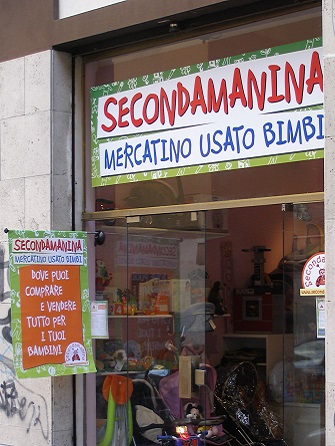 SECONDAMANINA
MERCATINO USATO BIMBI
SECONDAMANINA
MERCATINO USATO BIMBI
DOVE PUOI
COMPRARE
E VENDERE
TUTTO PER
I TUOI
BAMBINI